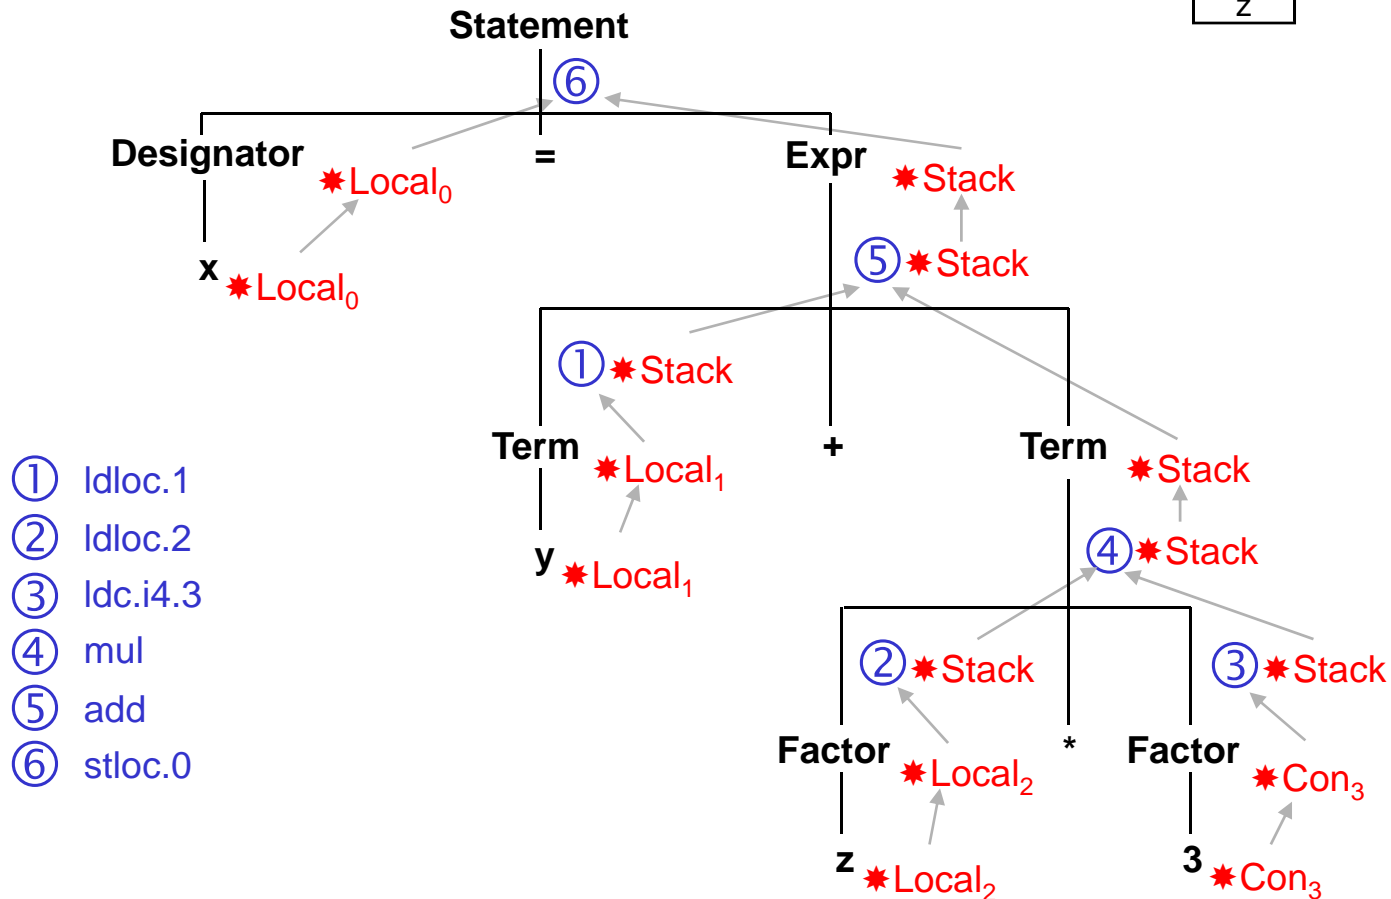 z
Statement
⑥
Designator = Expr
✸Local₀ ✸Stack
x ✸Local₀ ⑤ ✸Stack
① ✸Stack
Term + Term
✸Local₁ ✸Stack
y ✸Local₁ ④ ✸Stack
② ✸Stack ③ ✸Stack
Factor * Factor
✸Local₂ ✸Con₃
z ✸Local₂ 3 ✸Con₃
① ldloc.1
② ldloc.2
③ ldc.i4.3
④ mul
⑤ add
⑥ stloc.0